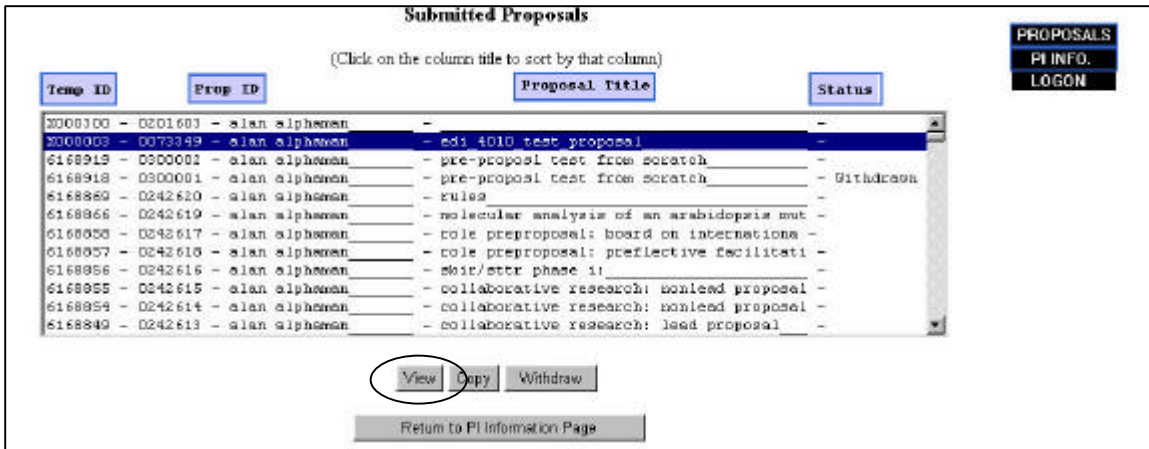 Submitted Proposals
PROPOSALS
PI INFO.
LOGON
(Click on the column title to sort by that column)
Temp ID Prop ID Proposal Title Status
X000300 - 0201603 - alan alphaman - -
X000003 - 0073349 - alan alphaman - edi 4010 test proposal -
6168919 - 0300002 - alan alphaman - pre-proposl test from scratch -
6168918 - 0300001 - alan alphaman - pre-proposl test from scratch - Withdrawn
6168869 - 0242620 - alan alphaman - rules -
6168866 - 0242619 - alan alphaman - molecular analysis of an arabidopsis mut -
6168858 - 0242617 - alan alphaman - role preproposal: board on internationa -
6168857 - 0242618 - alan alphaman - role preproposal: preflective facilitati -
6168856 - 0242616 - alan alphaman - sbir/sttr phase i: -
6168855 - 0242615 - alan alphaman - collaborative research: nonlead proposal -
6168854 - 0242614 - alan alphaman - collaborative research: nonlead proposal -
6168849 - 0242613 - alan alphaman - collaborative research: lead proposal -
View Copy Withdraw
Return to PI Information Page